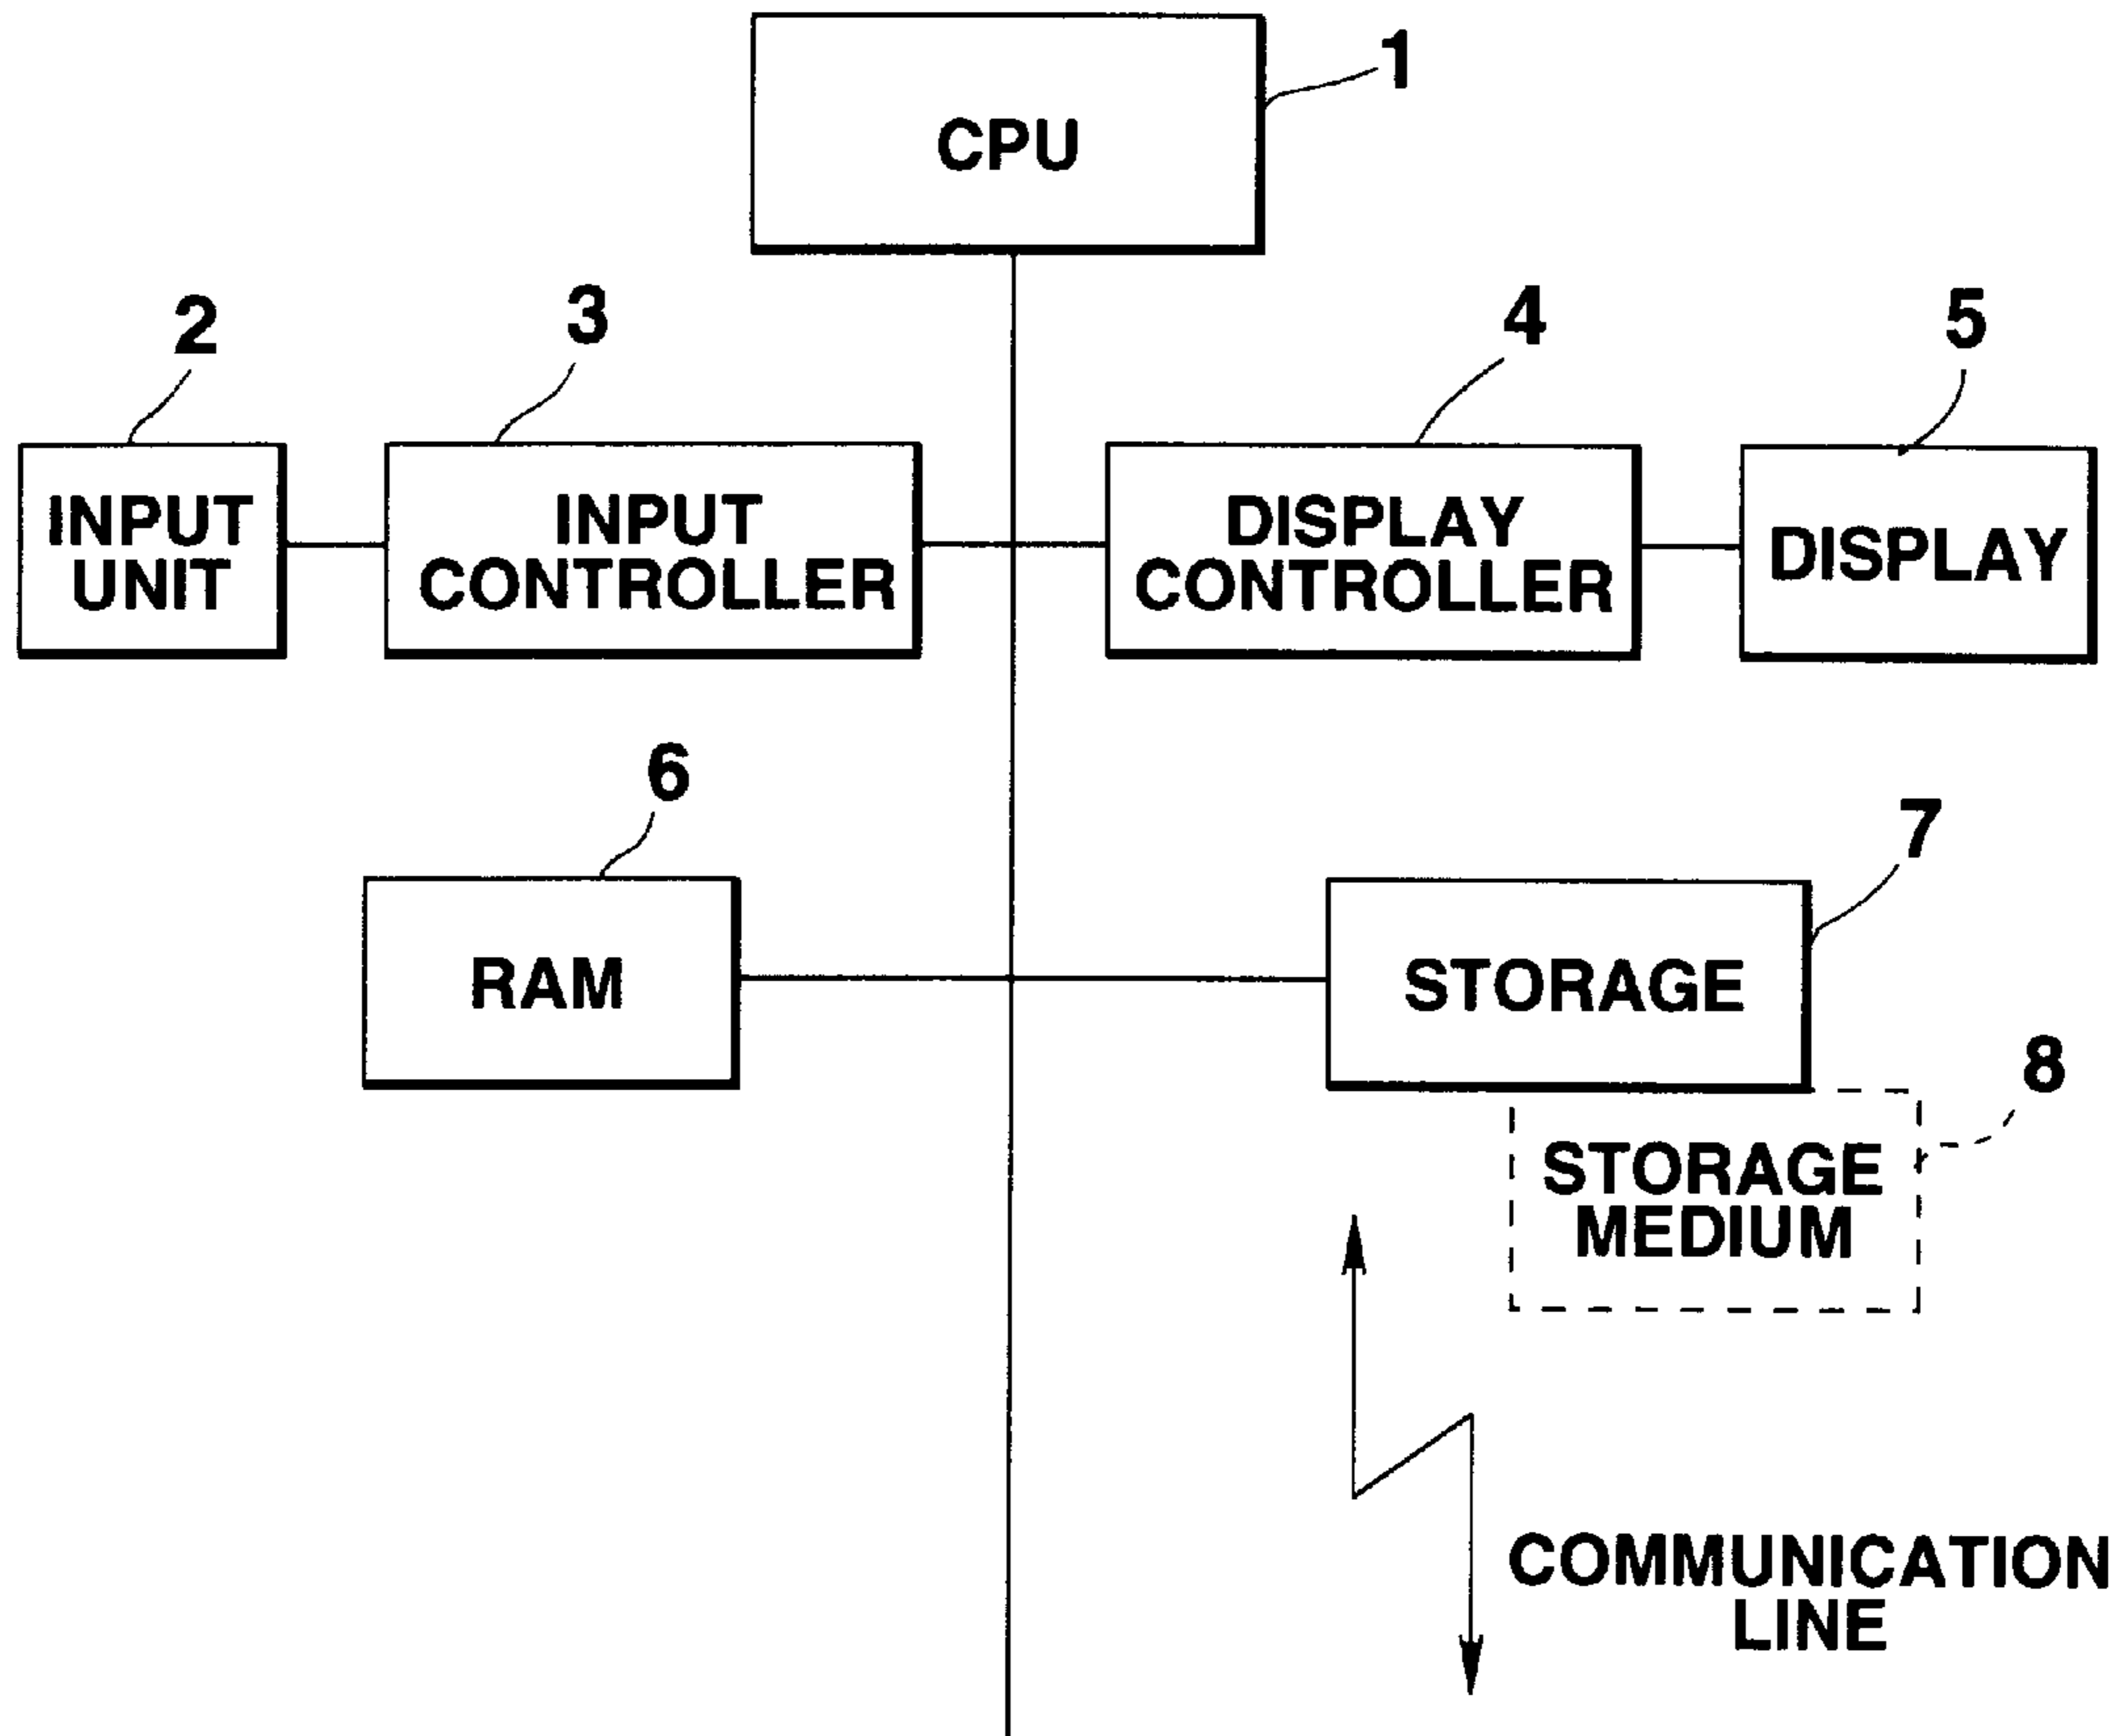 1
CPU
2
3
4
5
INPUT
UNIT
INPUT
CONTROLLER
DISPLAY
CONTROLLER
DISPLAY
6
7
RAM
STORAGE
8
STORAGE
MEDIUM
COMMUNICATION
LINE